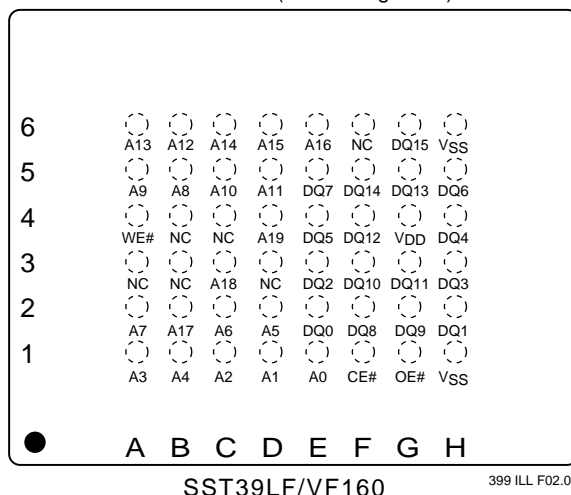 6
A13 A12 A14 A15 A16 NC DQ15 VSS
5
A9 A8 A10 A11 DQ7 DQ14 DQ13 DQ6
4
WE# NC NC A19 DQ5 DQ12 VDD DQ4
3
NC NC A18 NC DQ2 DQ10 DQ11 DQ3
2
A7 A17 A6 A5 DQ0 DQ8 DQ9 DQ1
1
A3 A4 A2 A1 A0 CE# OE# VSS
A B C D E F G H
SST39LF/VF160
399 ILL F02.0